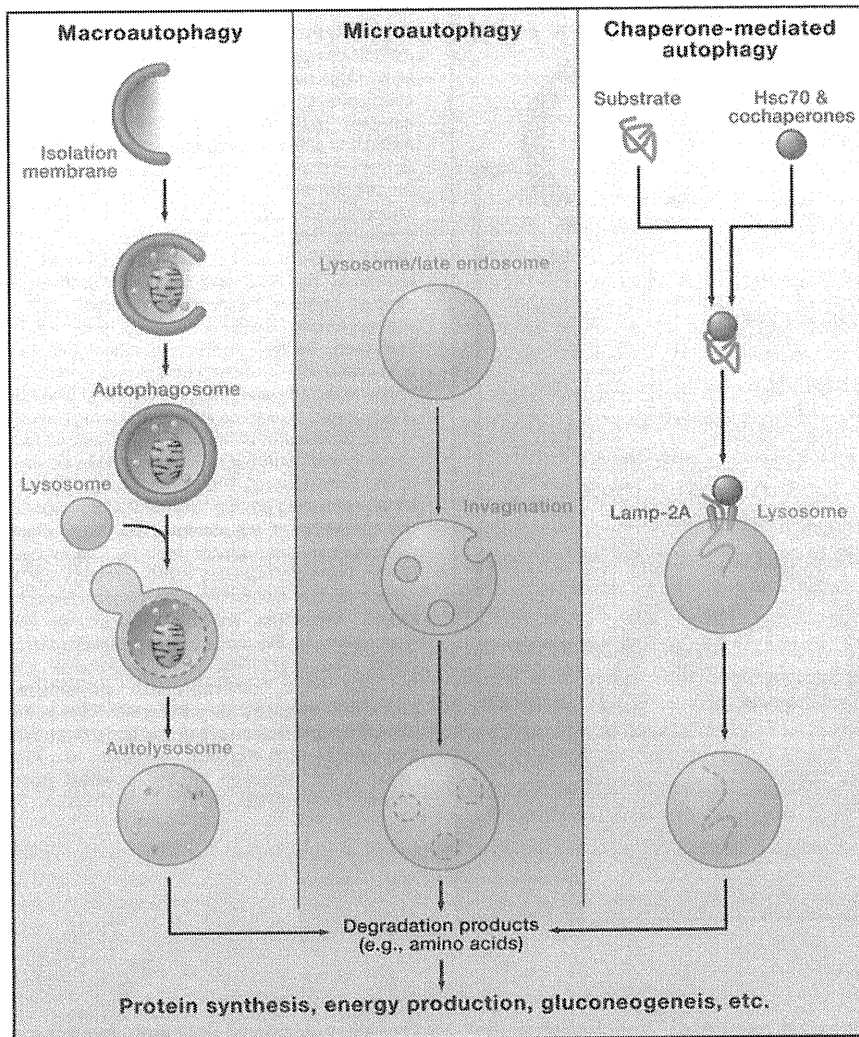 Macroautophagy
Isolation
membrane
Autophagosome
Lysosome
Autolysosome
Microautophagy
Lysosome/late endosome
Invagination
Chaperone-mediated
autophagy
Substrate
Hsc70 &
cochaperones
Lamp-2A
Lysosome
Degradation products
(e.g., amino acids)
Protein synthesis, energy production, gluconeogeneis, etc.